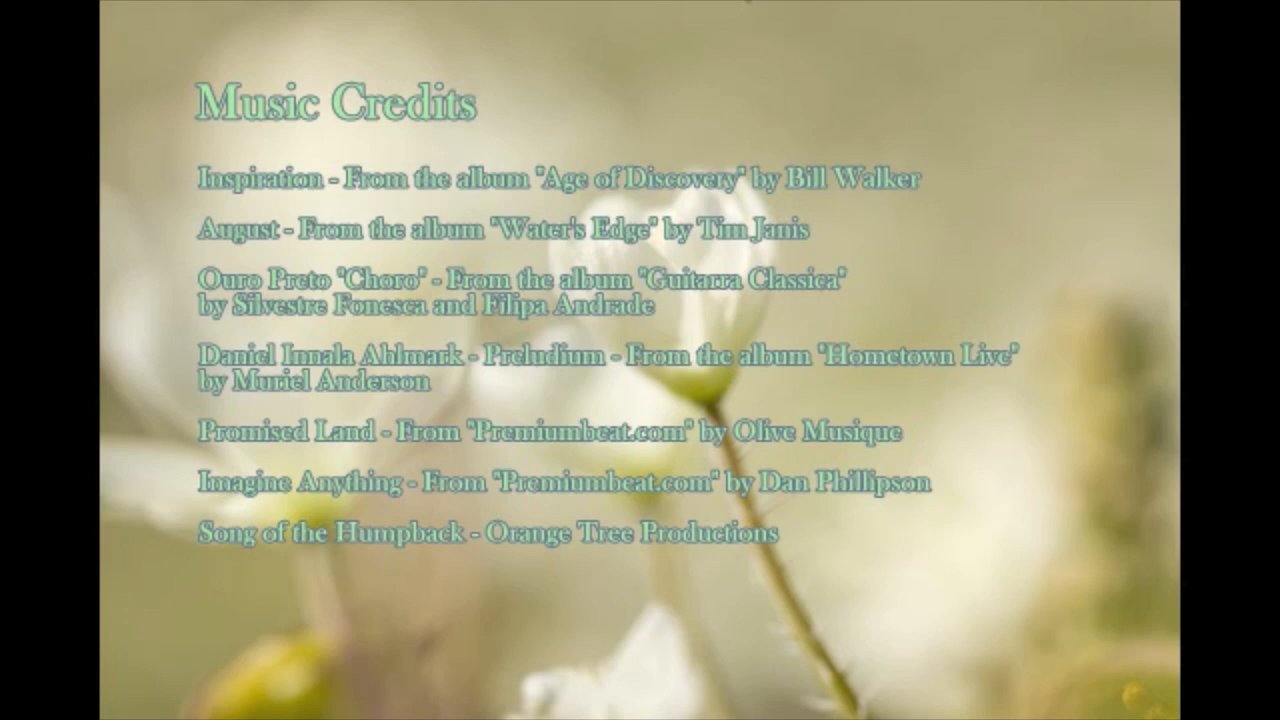 Music Credits
Inspiration - From the album "Age of Discovery" by Bill Walker
August - From the album "Water's Edge" by Tim Janis
Ouro Preto "Choro" - From the album "Guitarra Classica"
by Silvestre Fonesca and Filipa Andrade
Daniel Innala Ahlmark - Preludium - From the album "Hometown Live"
by Muriel Anderson
Promised Land - From "Premiumbeat.com" by Olive Musique
Imagine Anything - From "Premiumbeat.com" by Dan Phillipson
Song of the Humpback - Orange Tree Productions